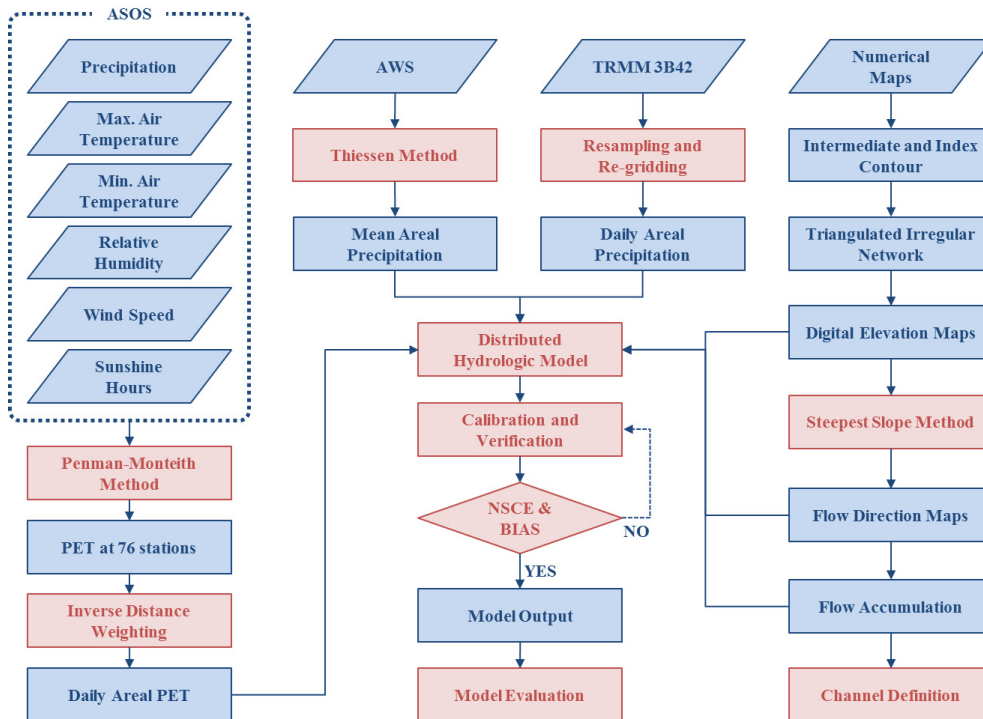 ASOS
Precipitation
Max. Air
Temperature
Min. Air
Temperature
Relative
Humidity
Wind Speed
Sunshine
Hours
Penman-Monteith
Method
PET at 76 stations
Inverse Distance
Weighting
Daily Areal PET
AWS
Thiessen Method
Mean Areal
Precipitation
TRMM 3B42
Resampling and
Re-gridding
Daily Areal
Precipitation
Distributed
Hydrologic Model
Calibration and
Verification
NSCE &
BIAS
NO
YES
Model Output
Model Evaluation
Numerical
Maps
Intermediate and Index
Contour
Triangulated Irregular
Network
Digital Elevation Maps
Steepest Slope Method
Flow Direction Maps
Flow Accumulation
Channel Definition